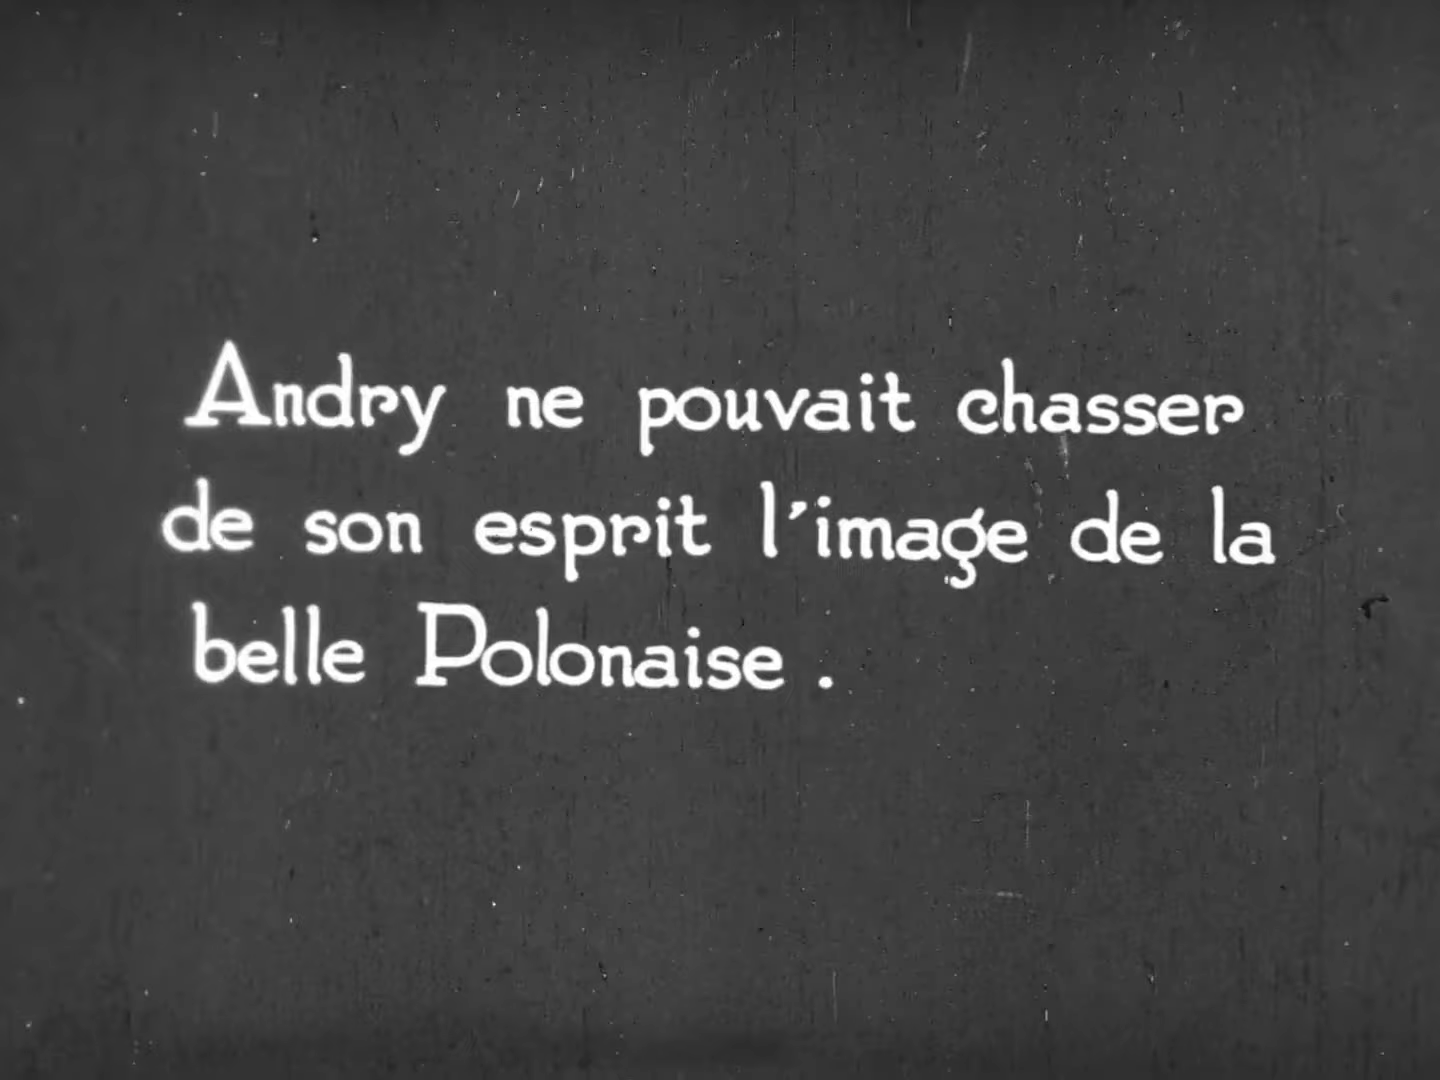 Andry ne pouvait chasser
de son esprit l'image de la
belle Polonaise .